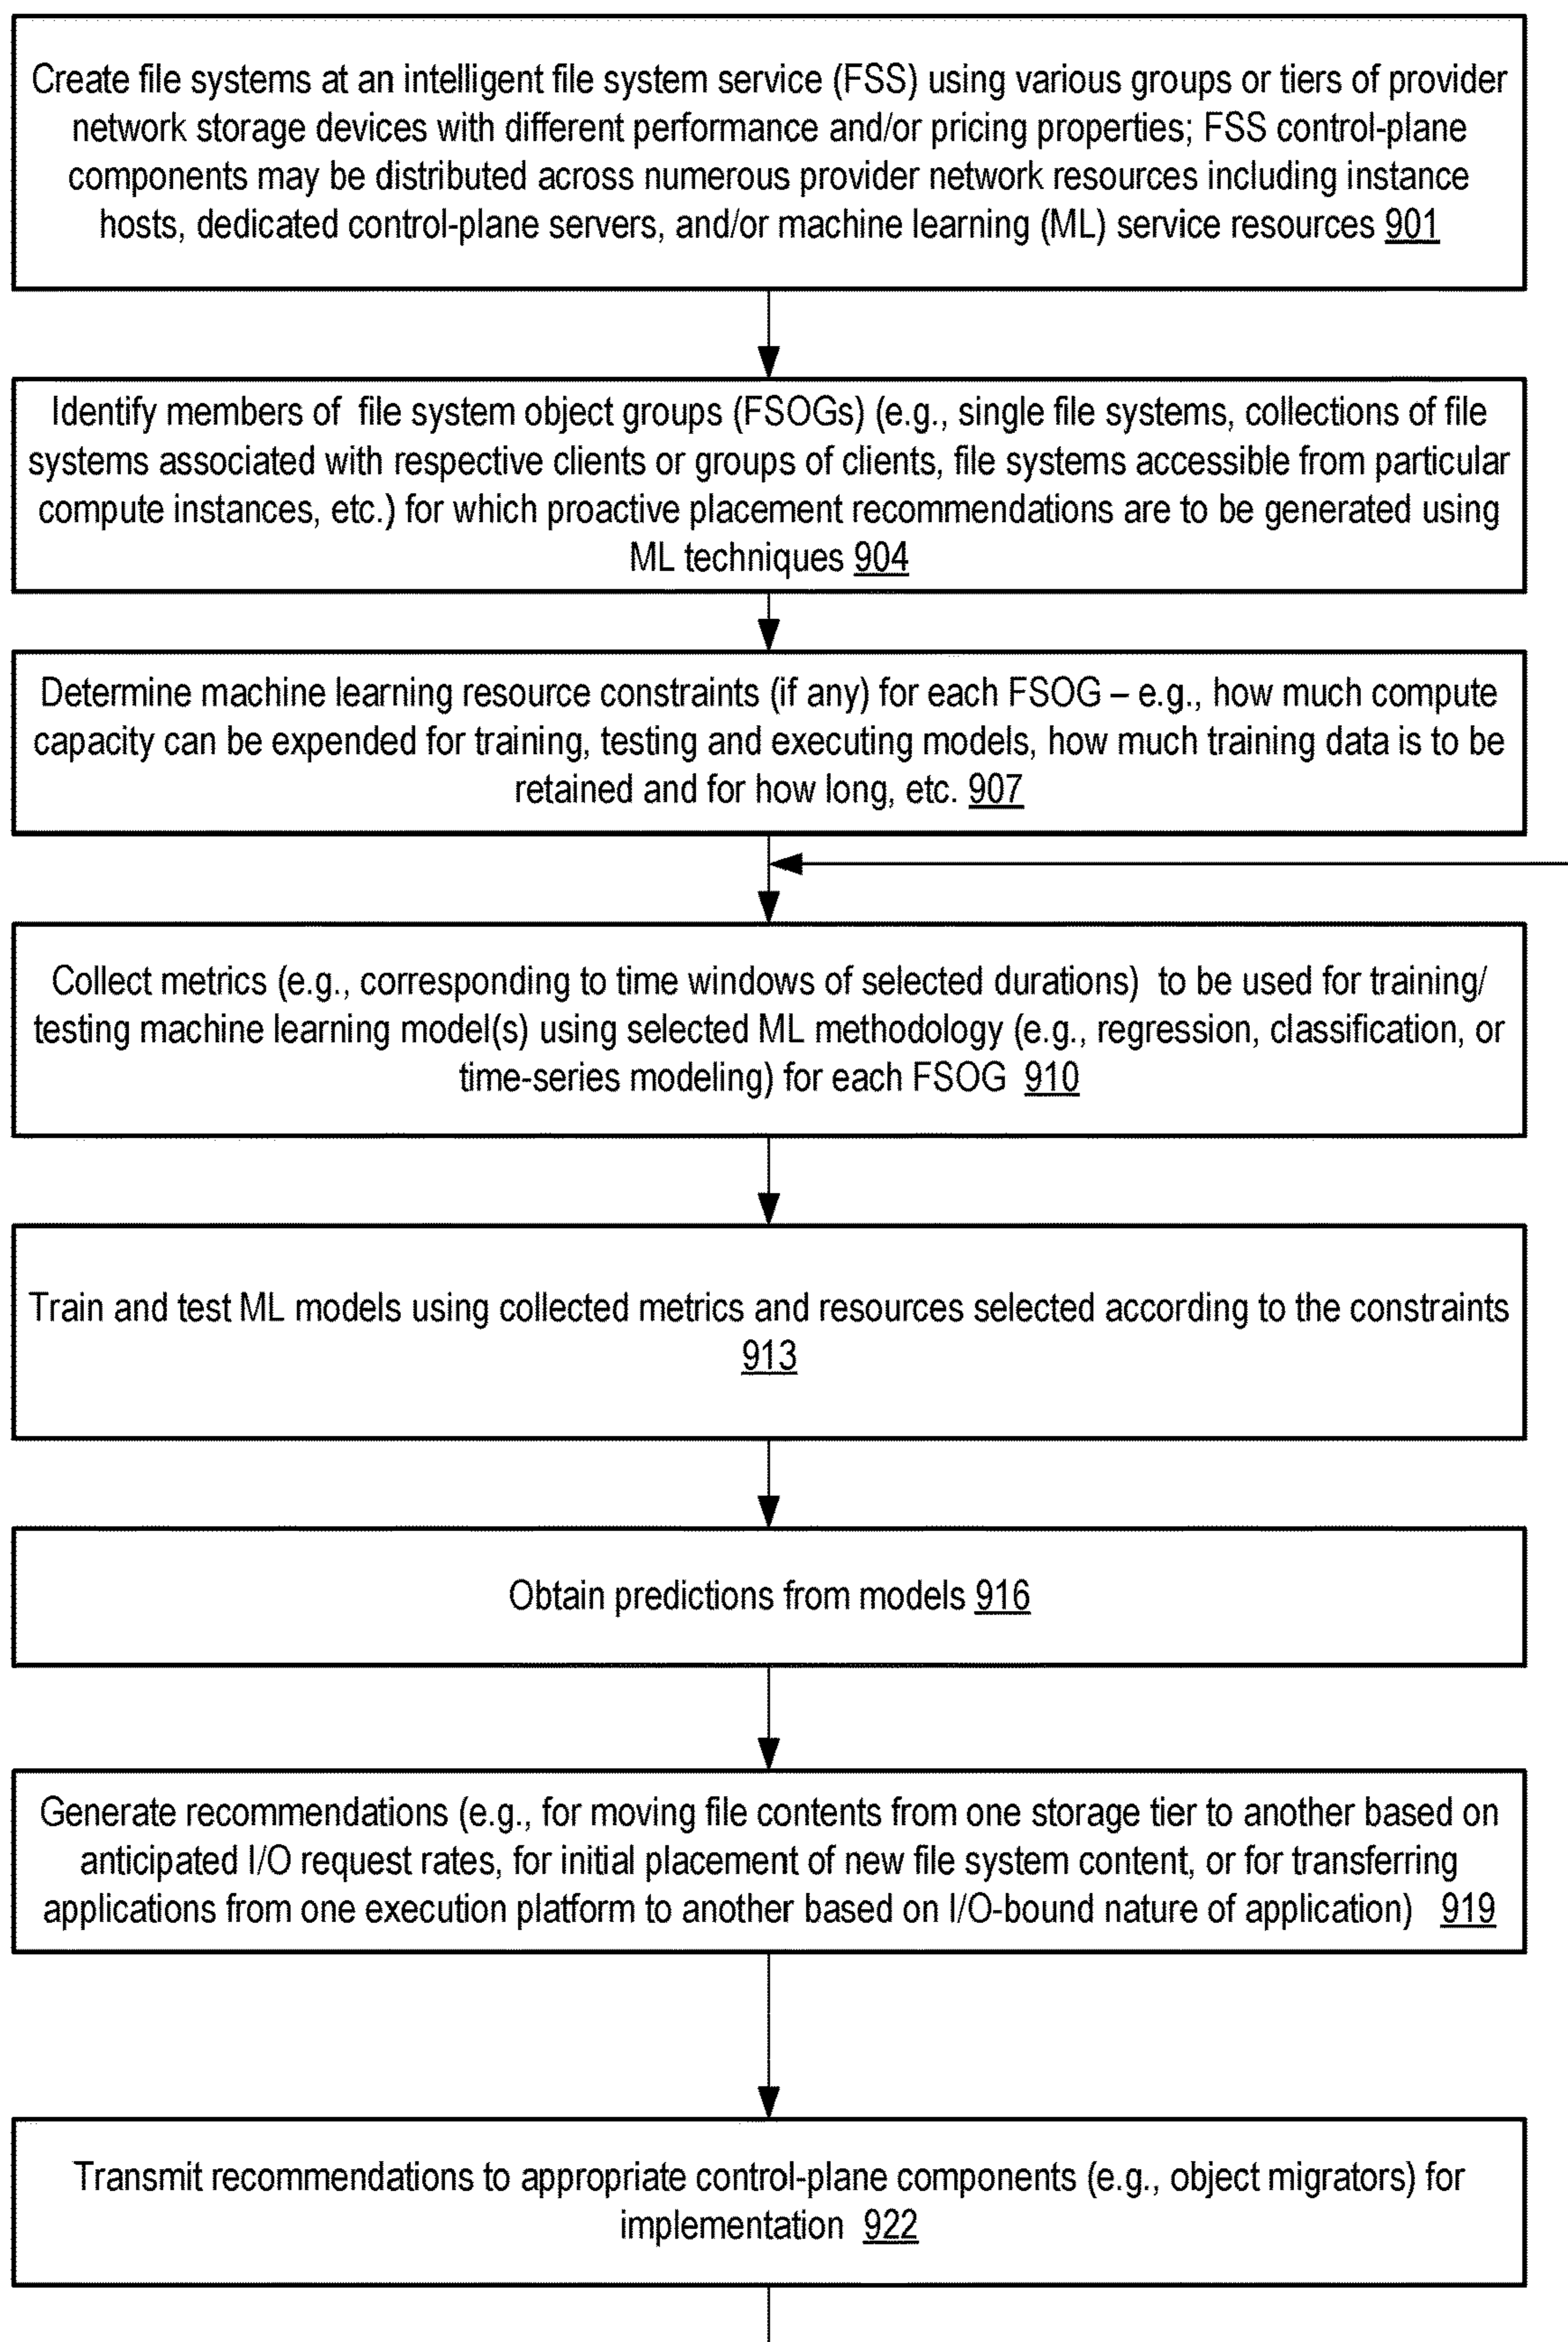 Create file systems at an intelligent file system service (FSS) using various groups or tiers of provider
network storage devices with different performance and/or pricing properties; FSS control-plane
components may be distributed across numerous provider network resources including instance
hosts, dedicated control-plane servers, and/or machine learning (ML) service resources 901
Identify members of file system object groups (FSOGs) (e.g., single file systems, collections of file
systems associated with respective clients or groups of clients, file systems accessible from particular
compute instances, etc.) for which proactive placement recommendations are to be generated using
ML techniques 904
Determine machine learning resource constraints (if any) for each FSOG – e.g., how much compute
capacity can be expended for training, testing and executing models, how much training data is to be
retained and for how long, etc. 907
Collect metrics (e.g., corresponding to time windows of selected durations) to be used for training/
testing machine learning model(s) using selected ML methodology (e.g., regression, classification, or
time-series modeling) for each FSOG 910
Train and test ML models using collected metrics and resources selected according to the constraints
913
Obtain predictions from models 916
Generate recommendations (e.g., for moving file contents from one storage tier to another based on
anticipated I/O request rates, for initial placement of new file system content, or for transferring
applications from one execution platform to another based on I/O-bound nature of application) 919
Transmit recommendations to appropriate control-plane components (e.g., object migrators) for
implementation 922